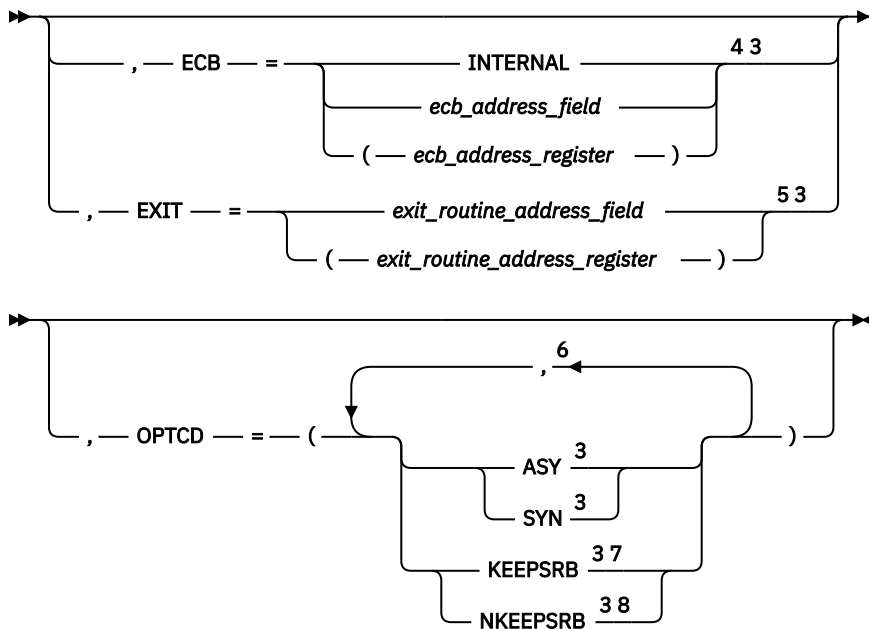 4 3
, ECB = INTERNAL
ecb_address_field
( ecb_address_register )
5 3
, EXIT = exit_routine_address_field
( exit_routine_address_register )
6
,
, OPTCD = ( )
ASY 3
SYN 3
KEEPSRB 3 7
NKEEPSRB 3 8